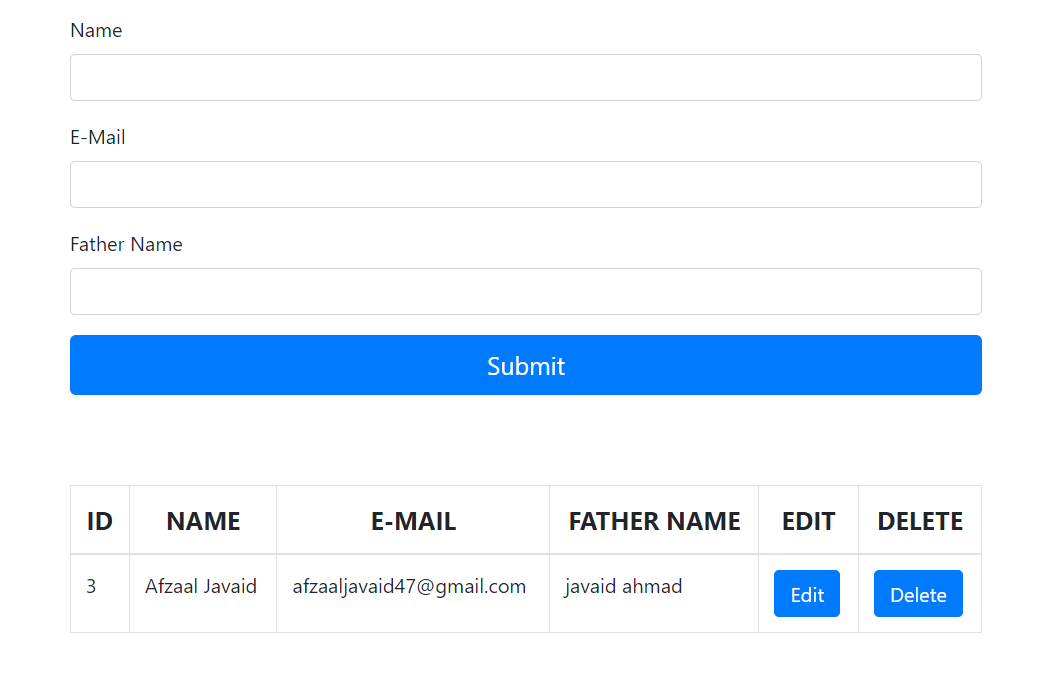 Name
E-Mail
Father Name
Submit
ID NAME E-MAIL FATHER NAME EDIT DELETE
3 Afzaal Javaid afzaaljavaid47@gmail.com javaid ahmad Edit Delete